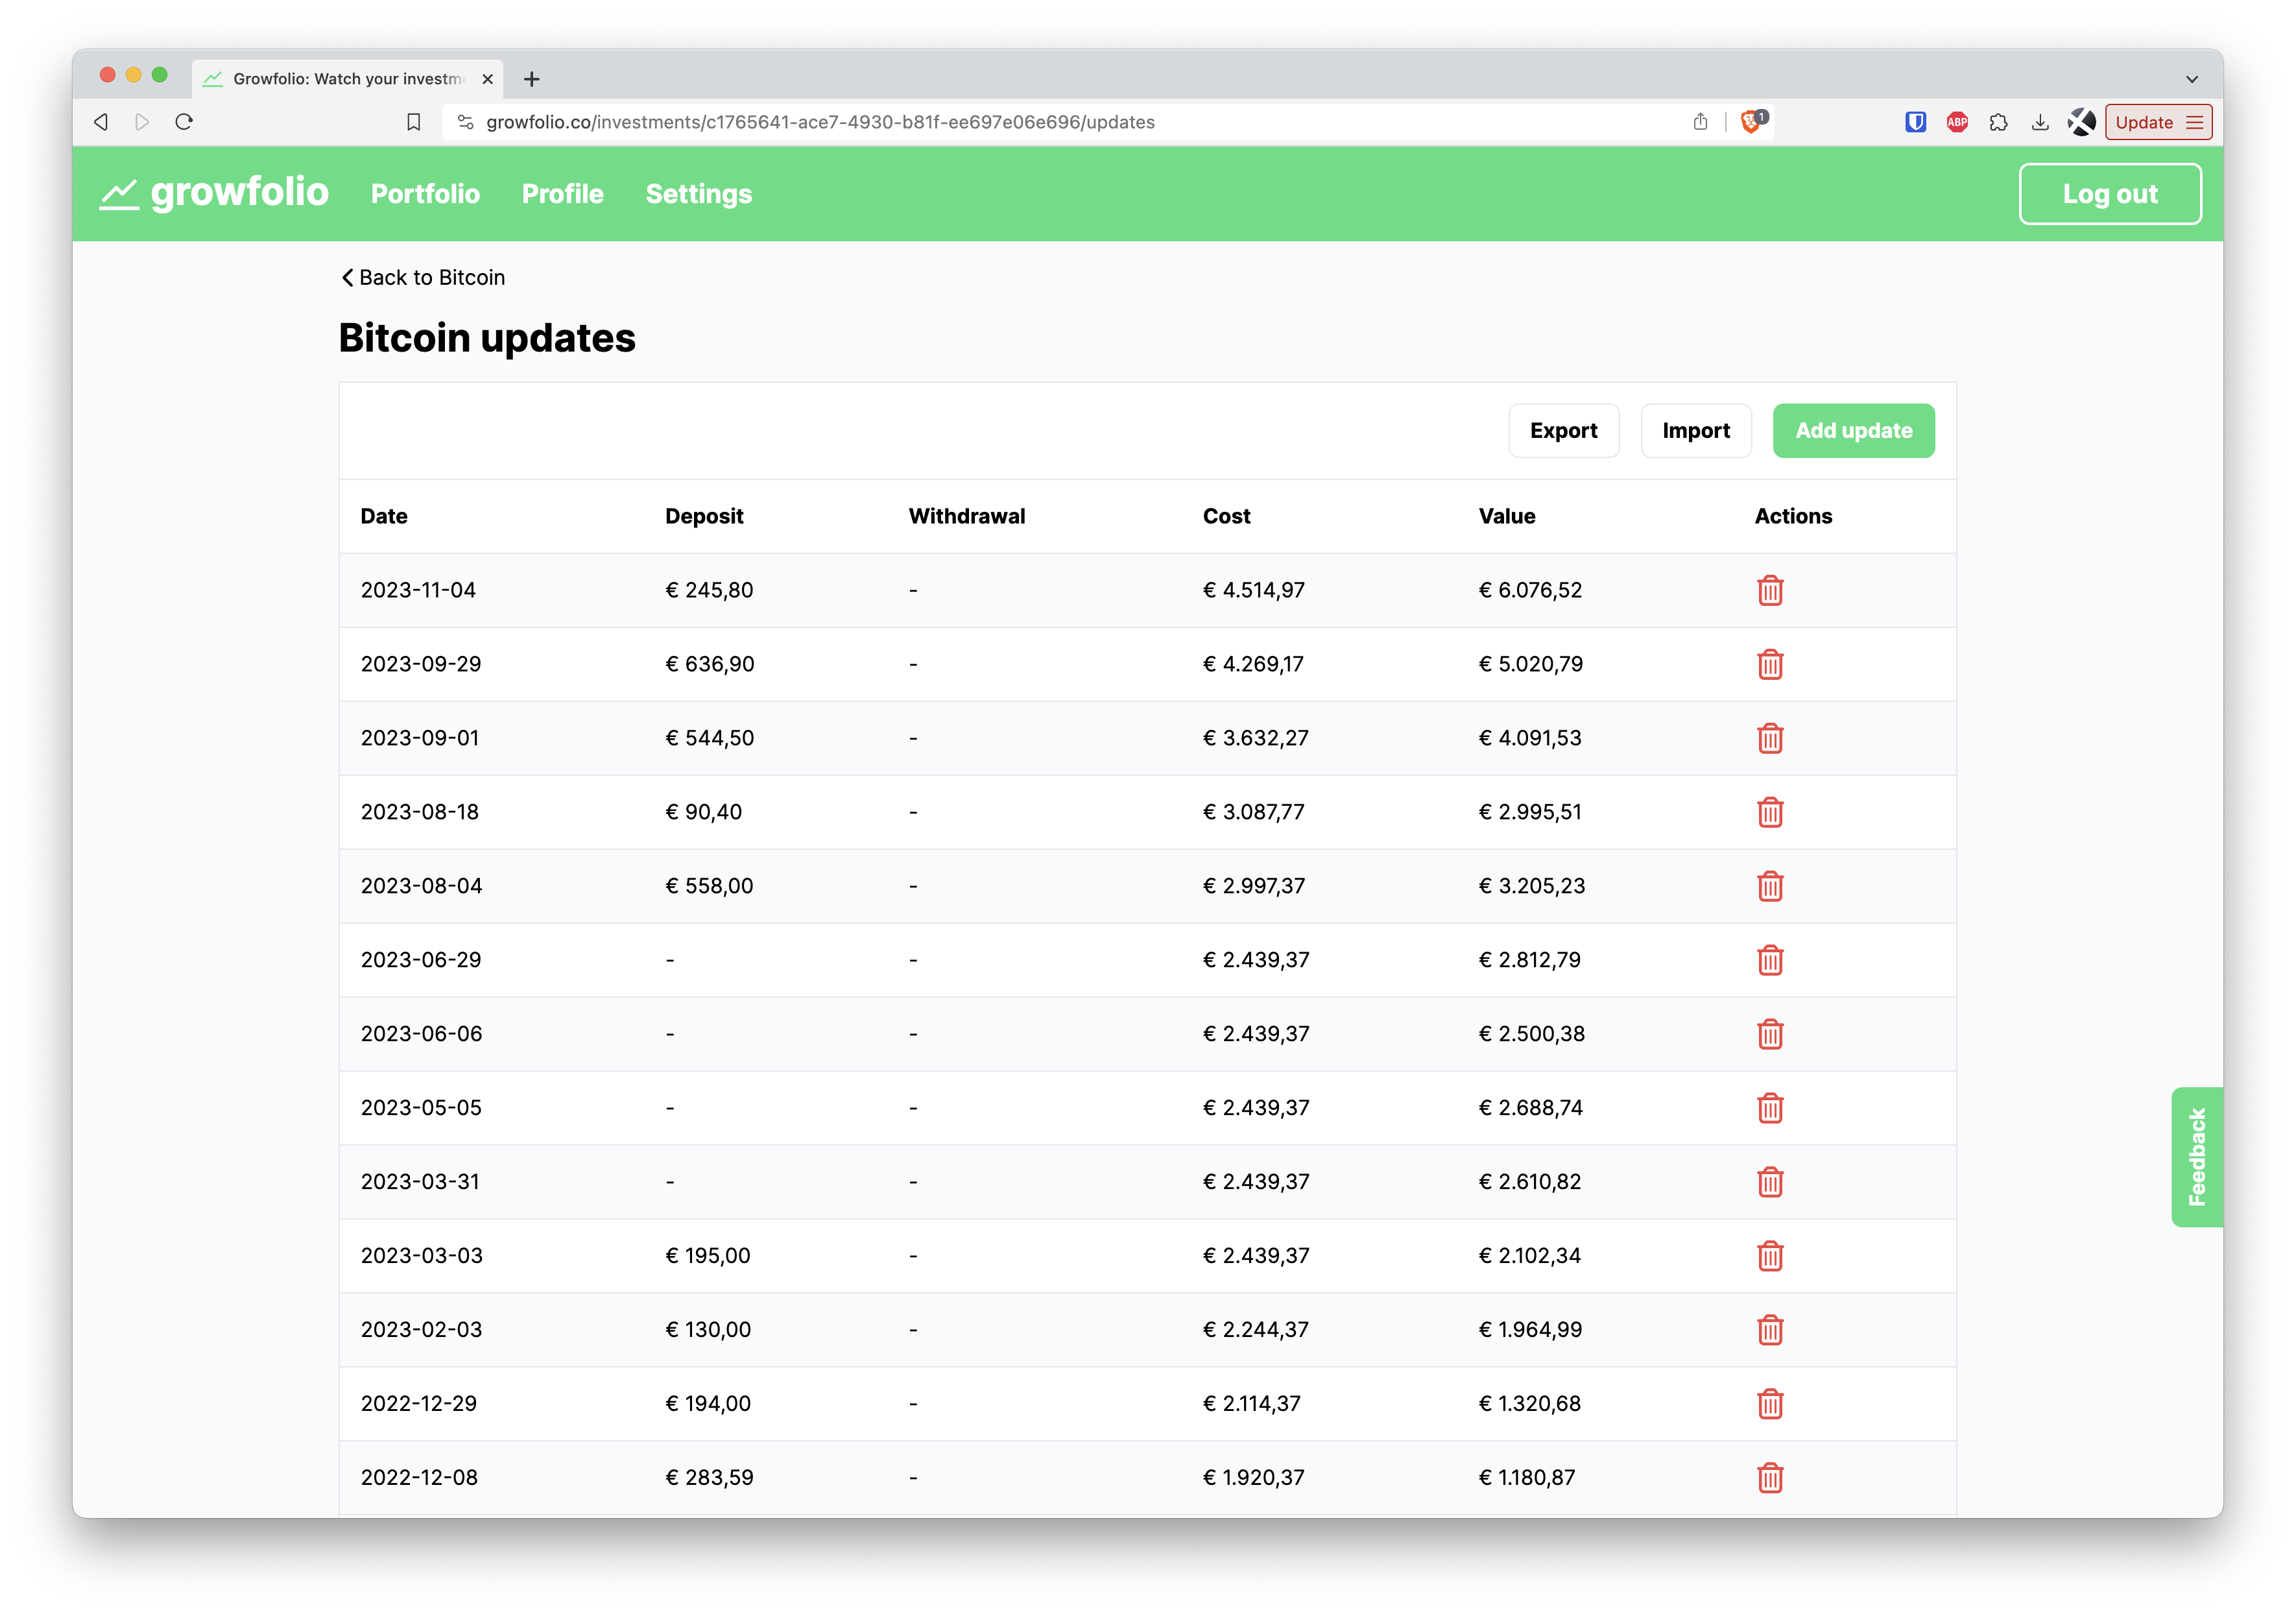 Growfolio: Watch your investm
growfolio.co/investments/c1765641-ace7-4930-b81f-ee697e06e696/updates
1
ABP
Update
growfolio Portfolio Profile Settings Log out
Back to Bitcoin
Bitcoin updates
Export Import Add update
Date Deposit Withdrawal Cost Value Actions
2023-11-04 € 245,80 - € 4.514,97 € 6.076,52
2023-09-29 € 636,90 - € 4.269,17 € 5.020,79
2023-09-01 € 544,50 - € 3.632,27 € 4.091,53
2023-08-18 € 90,40 - € 3.087,77 € 2.995,51
2023-08-04 € 558,00 - € 2.997,37 € 3.205,23
2023-06-29 - - € 2.439,37 € 2.812,79
2023-06-06 - - € 2.439,37 € 2.500,38
2023-05-05 - - € 2.439,37 € 2.688,74
2023-03-31 - - € 2.439,37 € 2.610,82
2023-03-03 € 195,00 - € 2.439,37 € 2.102,34
2023-02-03 € 130,00 - € 2.244,37 € 1.964,99
2022-12-29 € 194,00 - € 2.114,37 € 1.320,68
2022-12-08 € 283,59 - € 1.920,37 € 1.180,87
Feedback